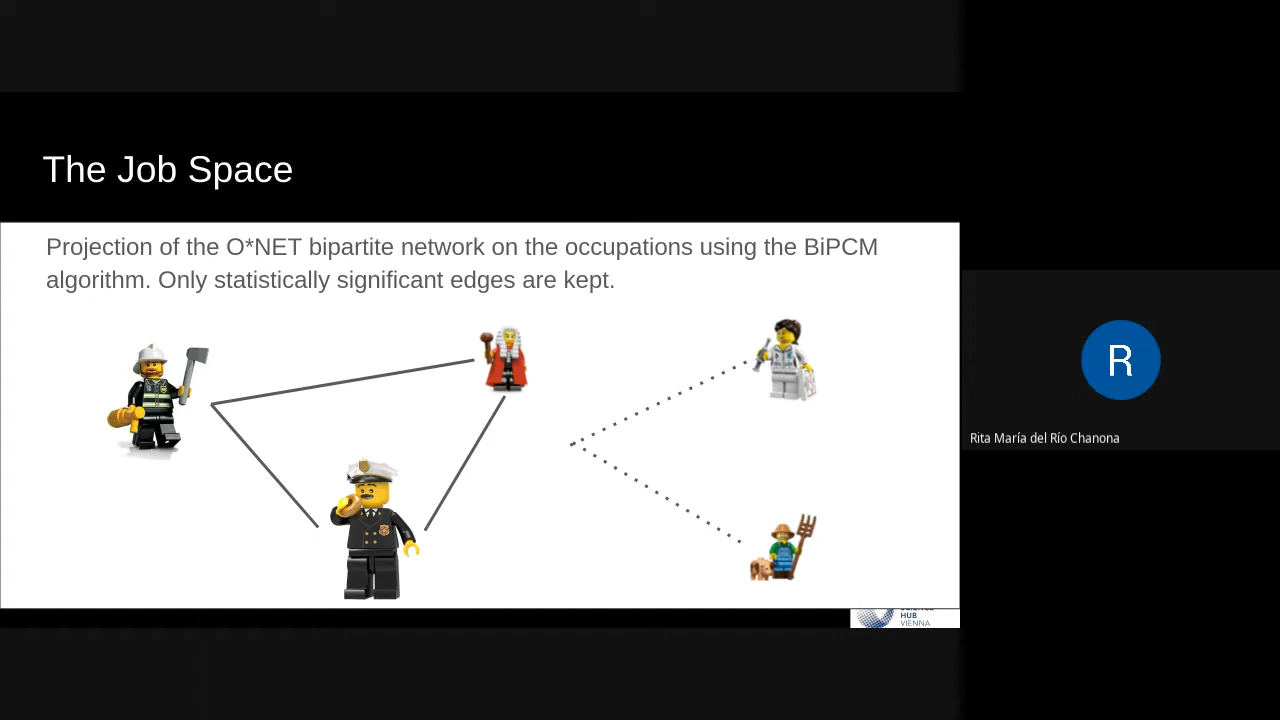 The Job Space
Projection of the O*NET bipartite network on the occupations using the BiPCM
algorithm. Only statistically significant edges are kept.
R
Rita María del Río Chanona
HUB
VIENNA